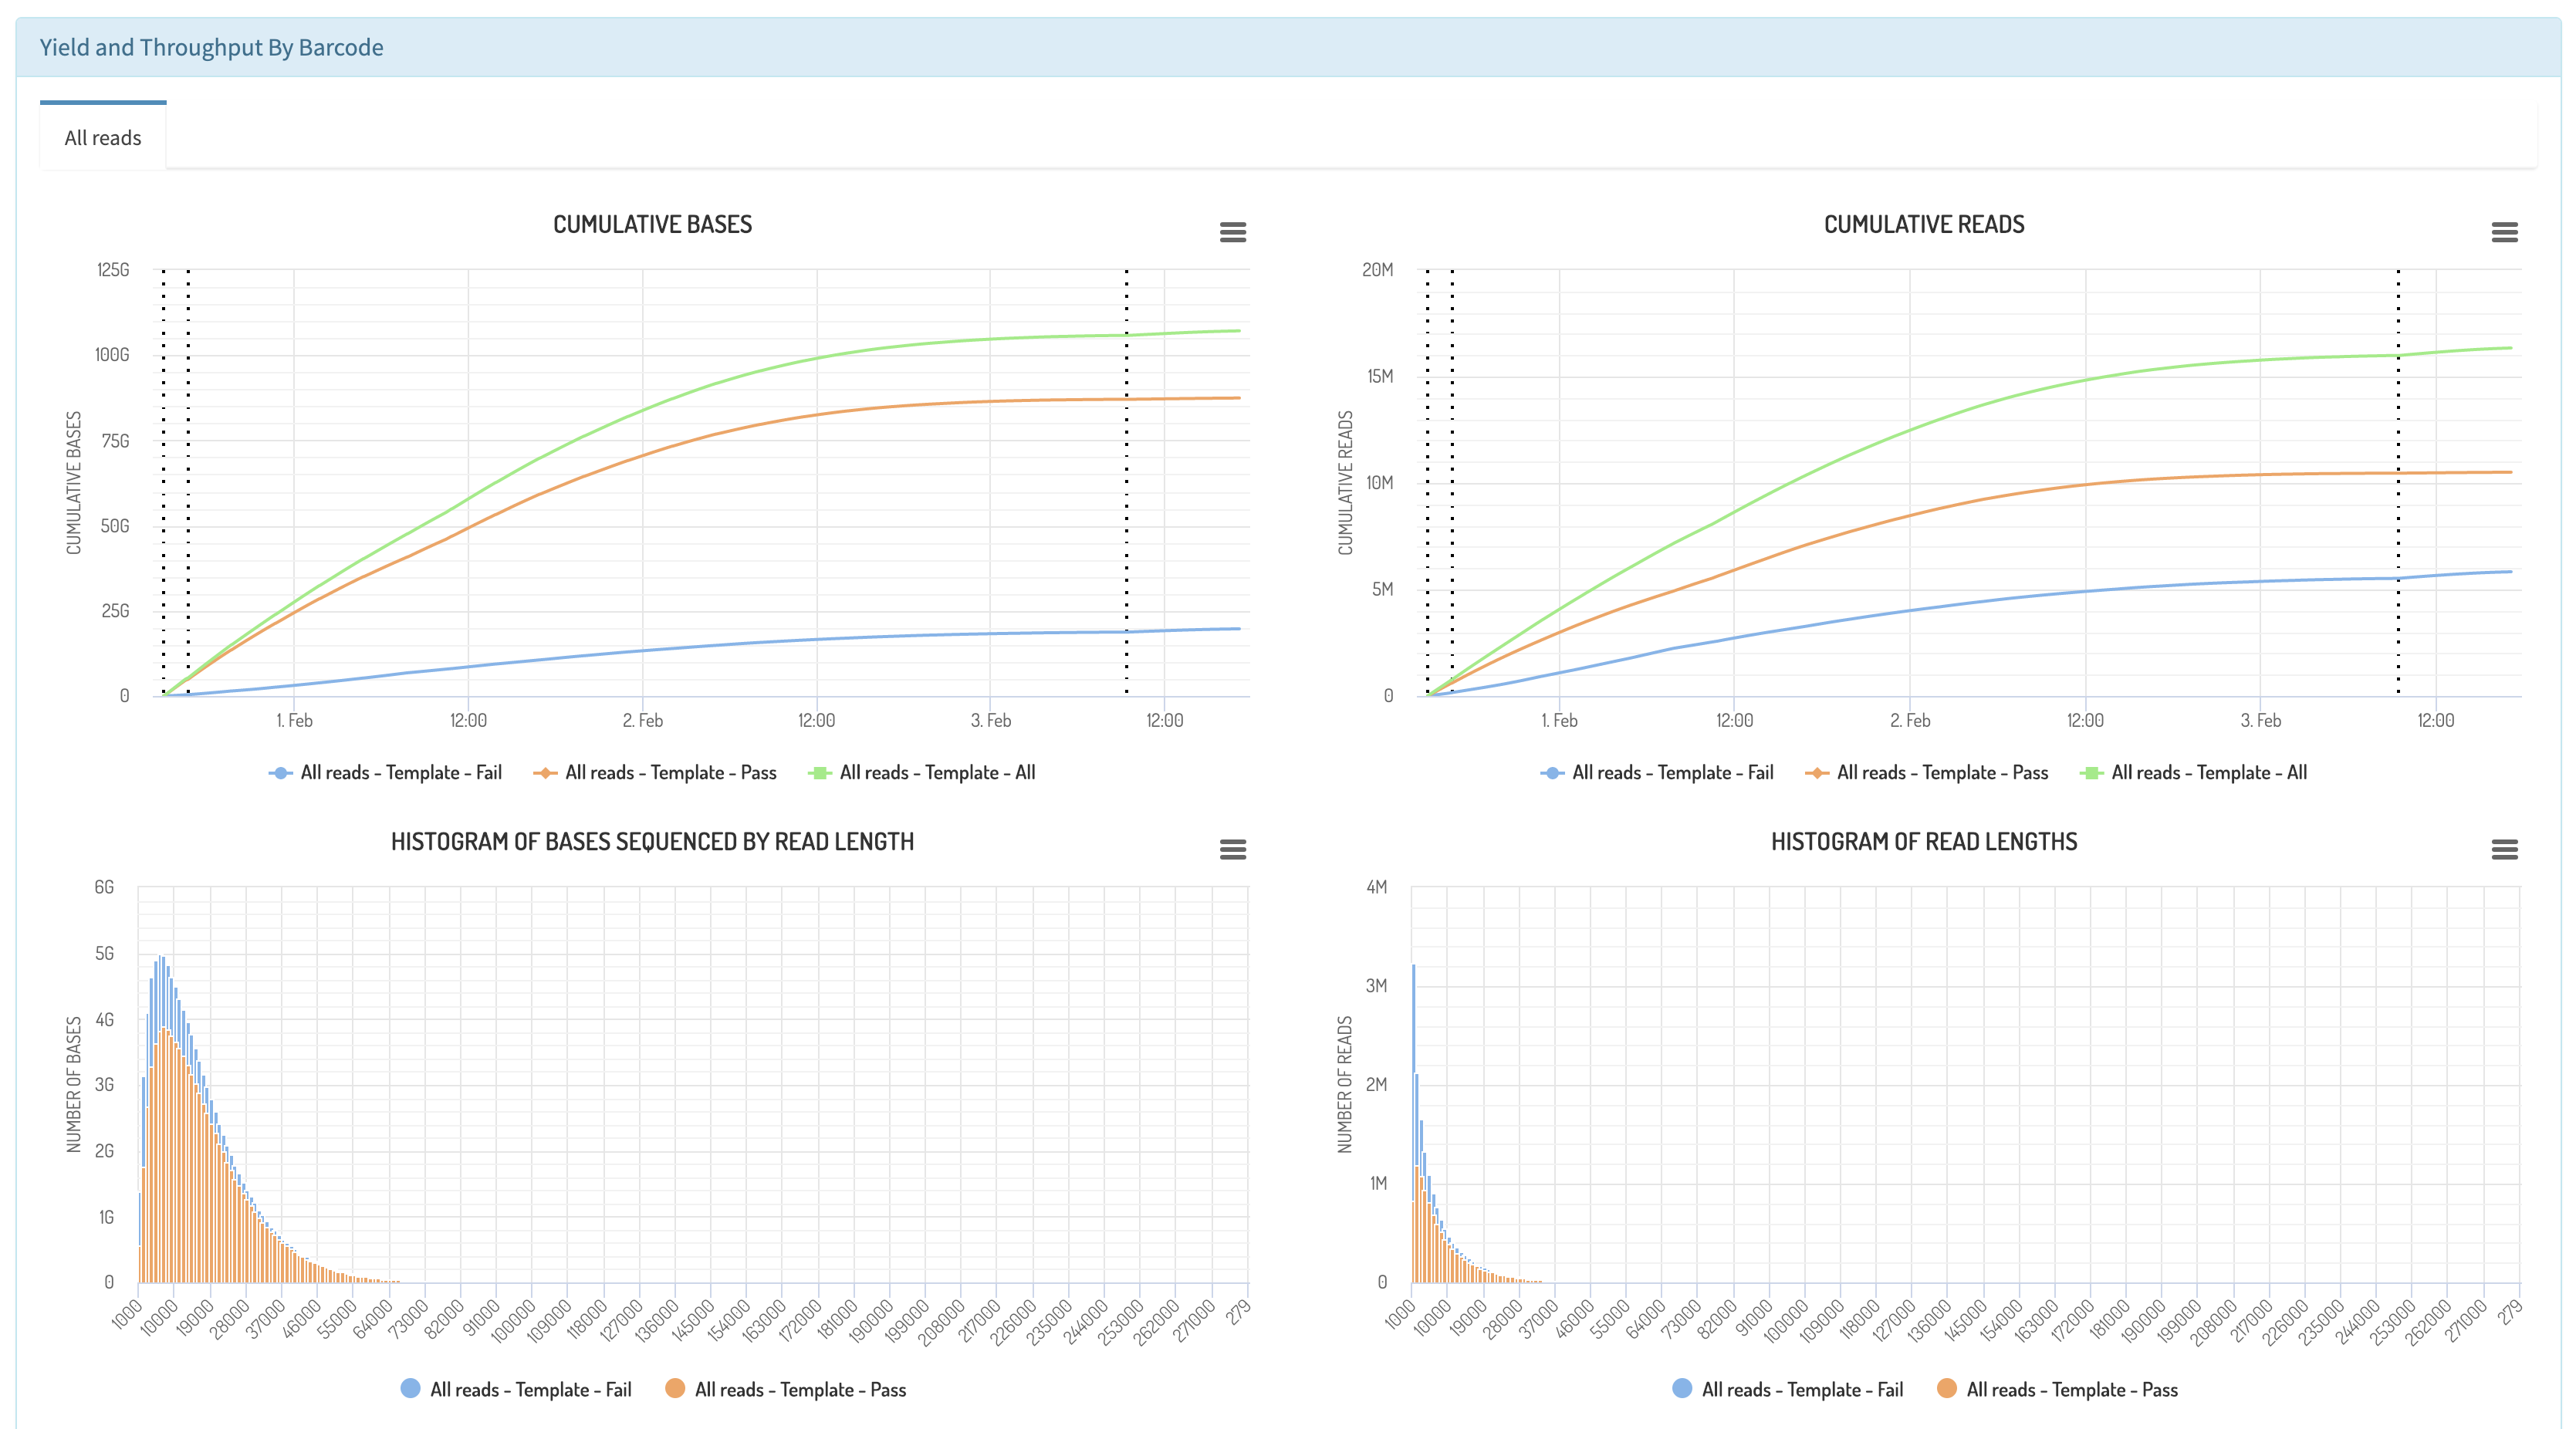 Yield and Throughput By Barcode
All reads
CUMULATIVE BASES
125G
100G
75G
50G
25G
0
CUMULATIVE BASES
1. Feb 12:00 2. Feb 12:00 3. Feb 12:00
All reads - Template - Fail All reads - Template - Pass All reads - Template - All
CUMULATIVE READS
20M
15M
10M
5M
0
CUMULATIVE READS
1. Feb 12:00 2. Feb 12:00 3. Feb 12:00
All reads - Template - Fail All reads - Template - Pass All reads - Template - All
HISTOGRAM OF BASES SEQUENCED BY READ LENGTH
6G
5G
4G
3G
2G
1G
0
NUMBER OF BASES
1000 10000 19000 28000 37000 46000 55000 64000 73000 82000 91000 100000 109000 118000 127000 136000 145000 154000 163000 172000 181000 190000 199000 208000 217000 226000 235000 244000 253000 262000 271000 279
All reads - Template - Fail All reads - Template - Pass
HISTOGRAM OF READ LENGTHS
4M
3M
2M
1M
0
NUMBER OF READS
1000 10000 19000 28000 37000 46000 55000 64000 73000 82000 91000 100000 109000 118000 127000 136000 145000 154000 163000 172000 181000 190000 199000 208000 217000 226000 235000 244000 253000 262000 271000 279
All reads - Template - Fail All reads - Template - Pass